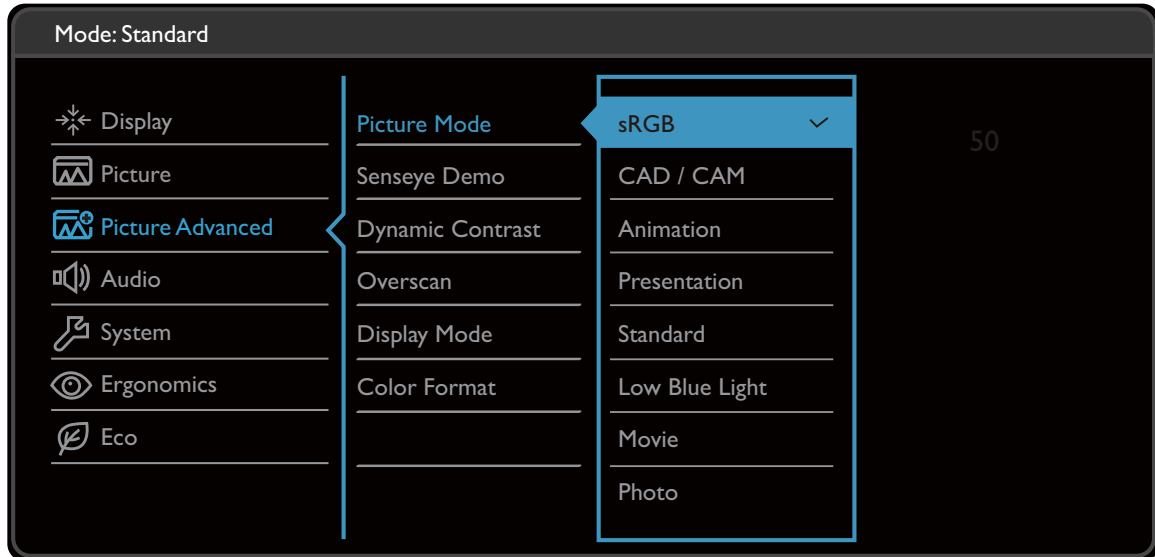 Mode: Standard
Display
Picture
Picture Advanced
Audio
System
Ergonomics
Eco
Picture Mode
Senseye Demo
Dynamic Contrast
Overscan
Display Mode
Color Format
sRGB
CAD / CAM
Animation
Presentation
Standard
Low Blue Light
Movie
Photo
50